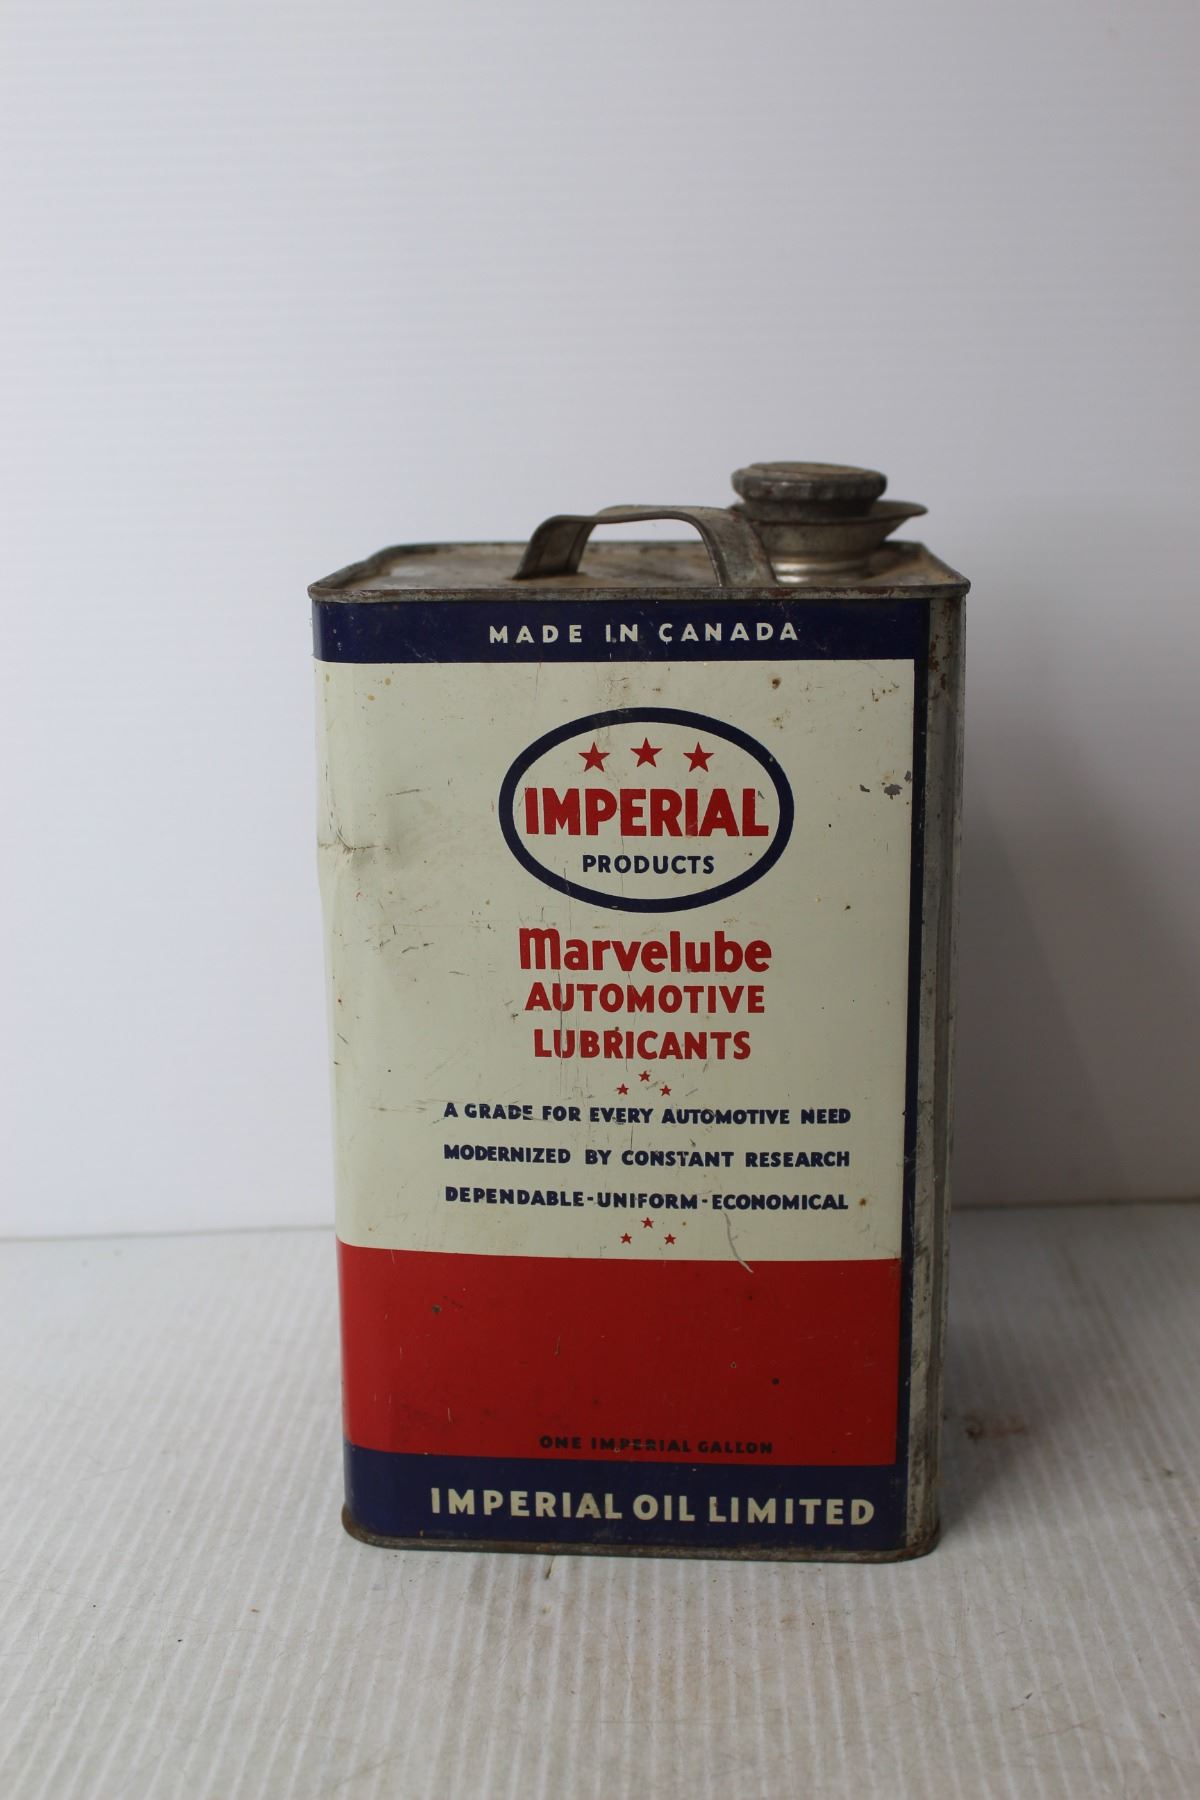 MADE IN CANADA
IMPERIAL
PRODUCTS
Marvelube
AUTOMOTIVE
LUBRICANTS
A GRADE FOR EVERY AUTOMOTIVE NEED
MODERNIZED BY CONSTANT RESEARCH
DEPENDABLE-UNIFORM-ECONOMICAL
ONE IMPERIAL GALLON
IMPERIAL OIL LIMITED